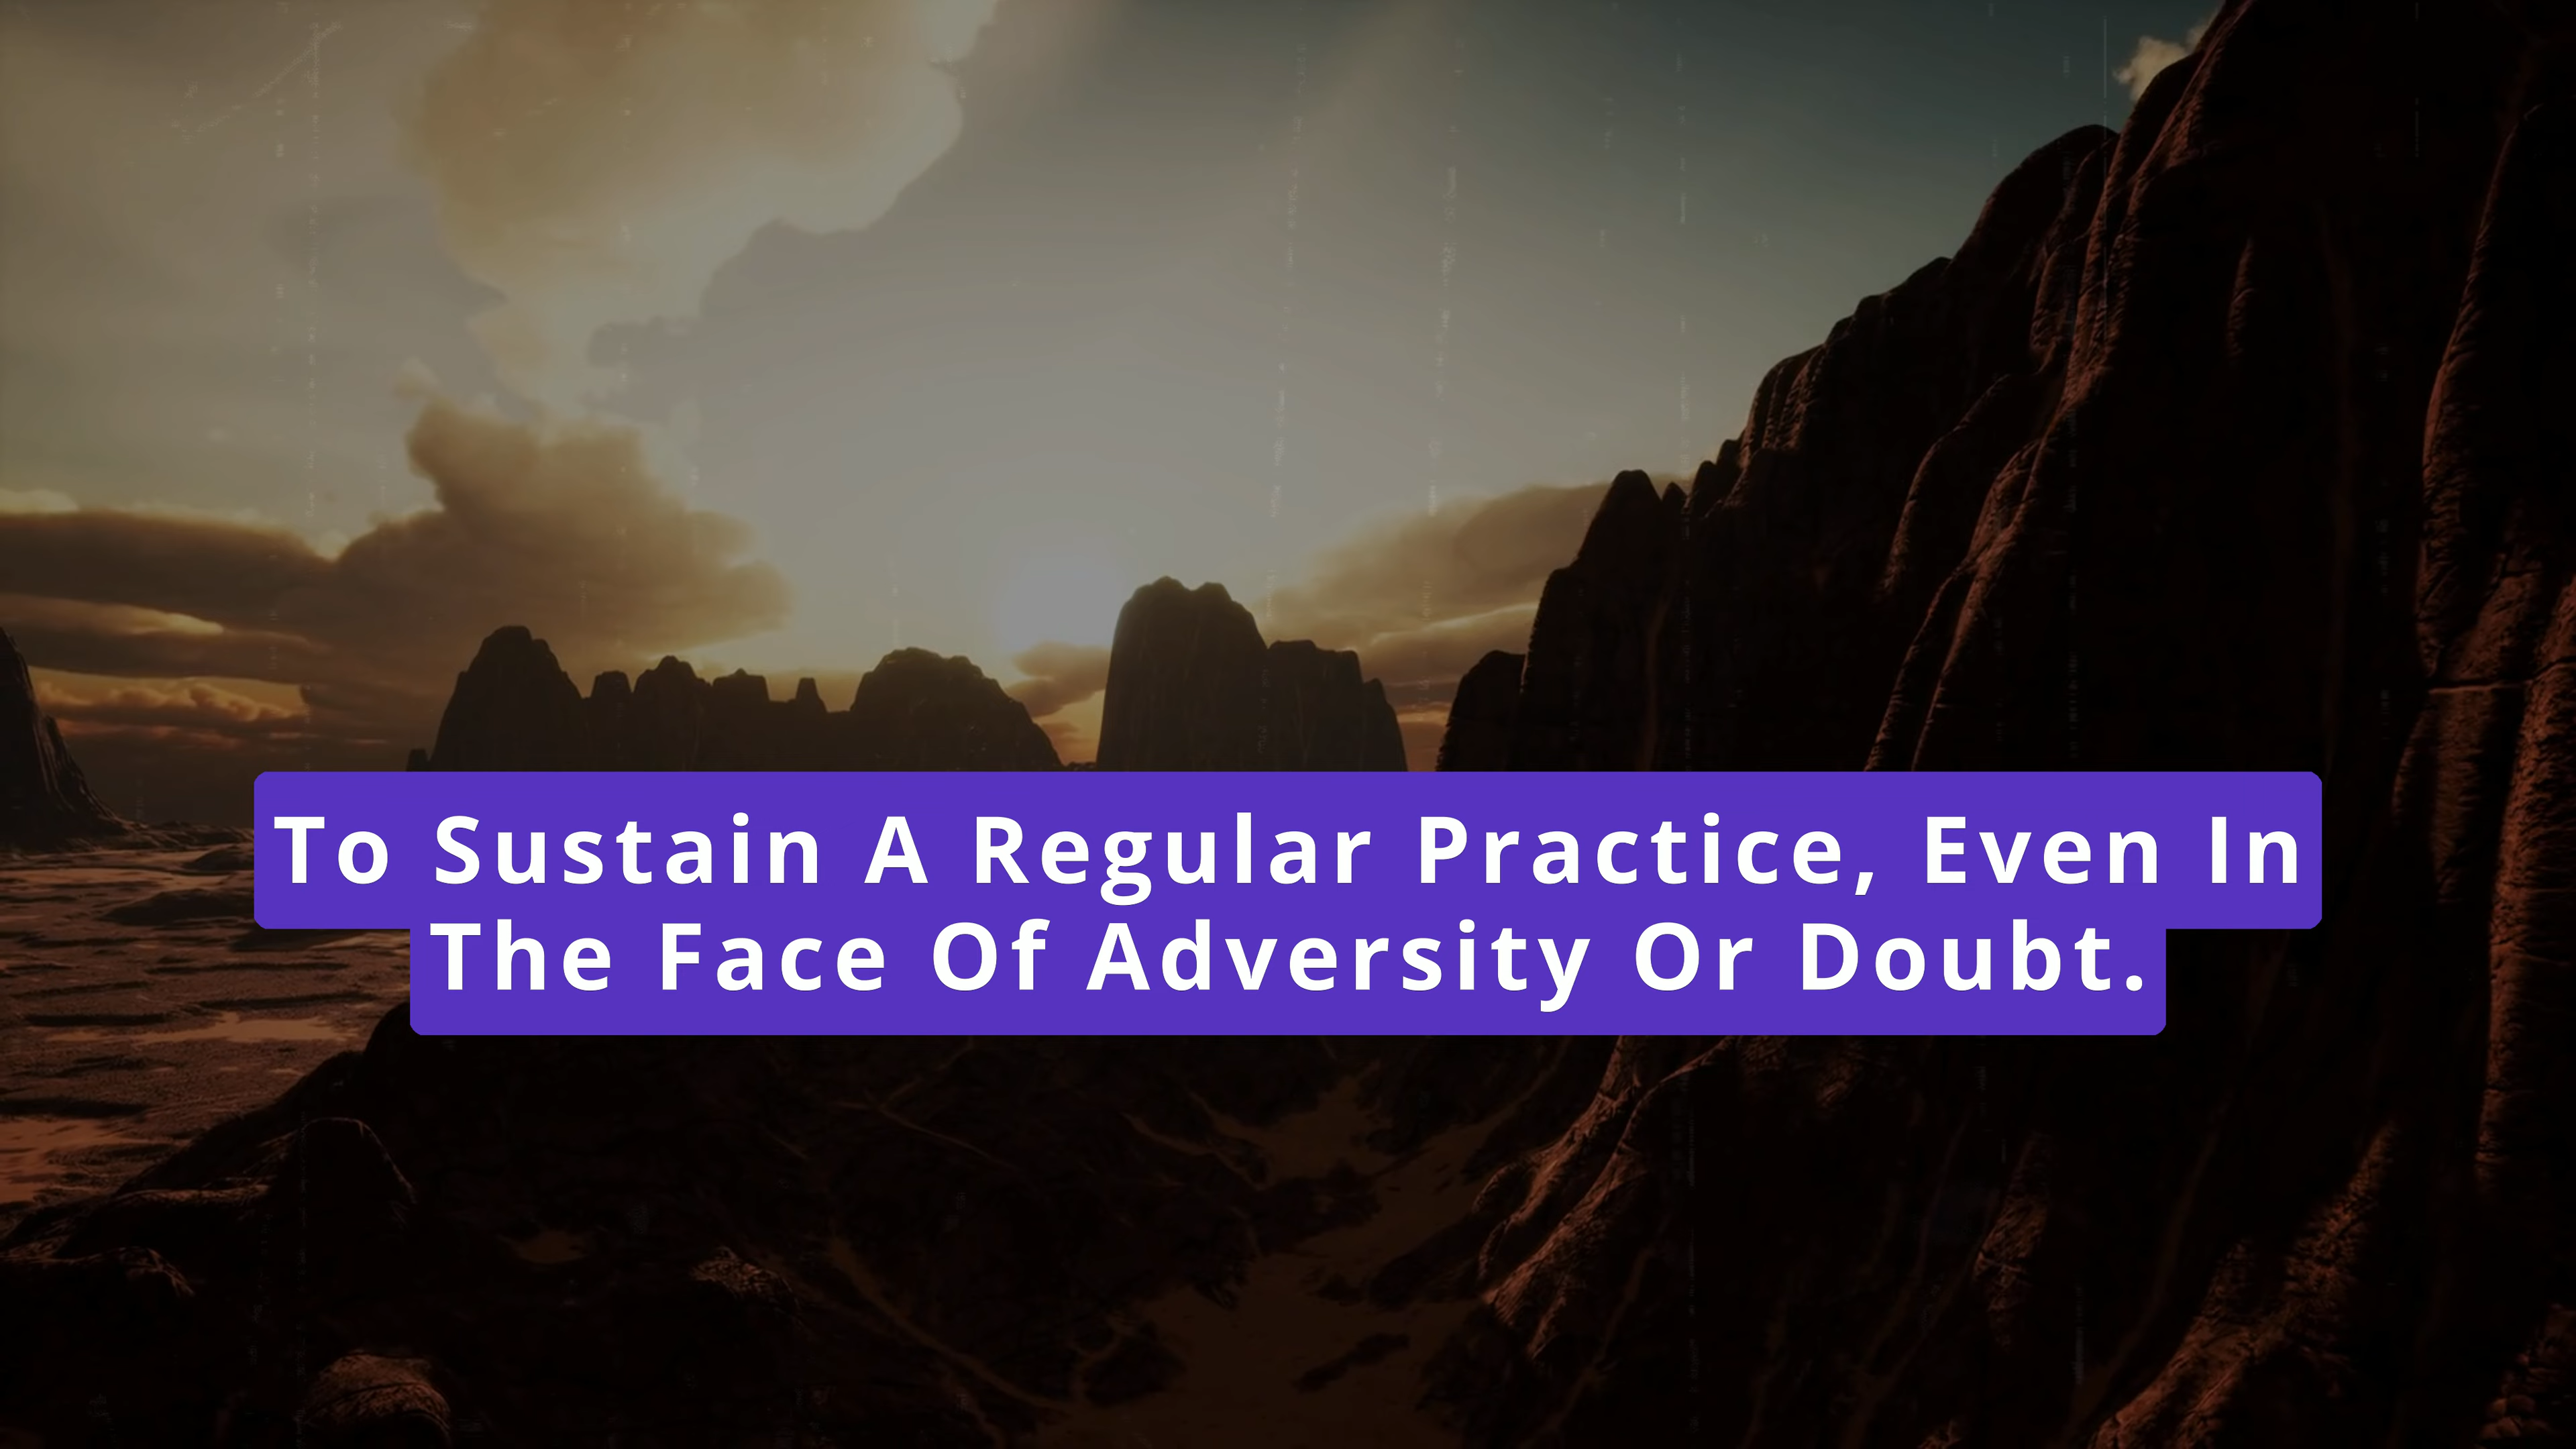 To Sustain A Regular Practice, Even In
The Face Of Adversity Or Doubt.